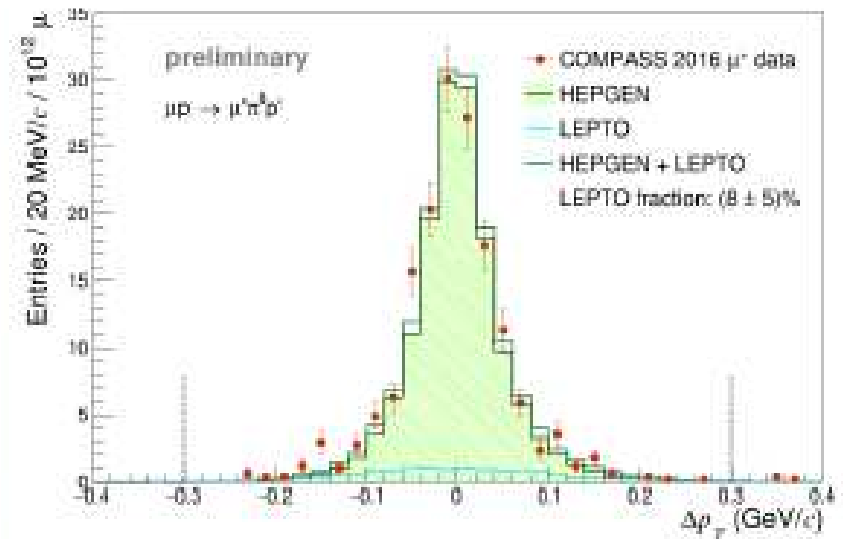 Entries / 20 MeV/c / 10¹² μ
35
30
25
20
15
10
5
0
preliminary
μp → μ'π⁰p'
COMPASS 2016 μ⁺ data
HEPGEN
LEPTO
HEPGEN + LEPTO
LEPTO fraction: (8 ± 5)%
-0.4 -0.3 -0.2 -0.1 0 0.1 0.2 0.3 0.4
Δp_T (GeV/c)